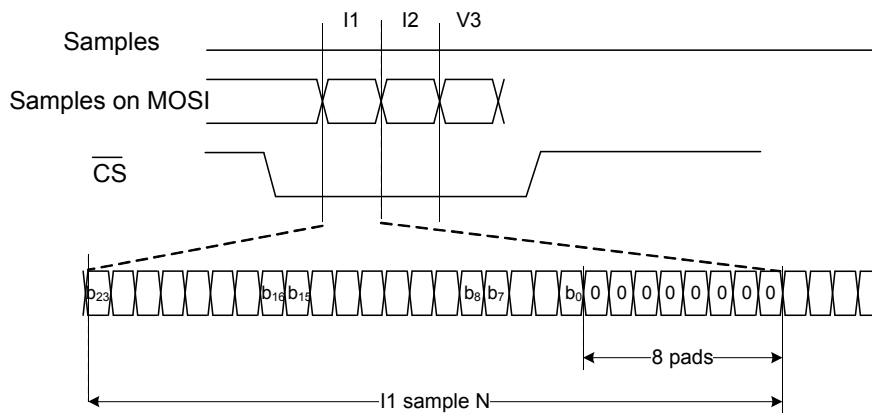 I1 I2 V3
Samples
Samples on MOSI
CS
b23 b16 b15 b8 b7 b0 0 0 0 0 0 0 0 0
8 pads
I1 sample N